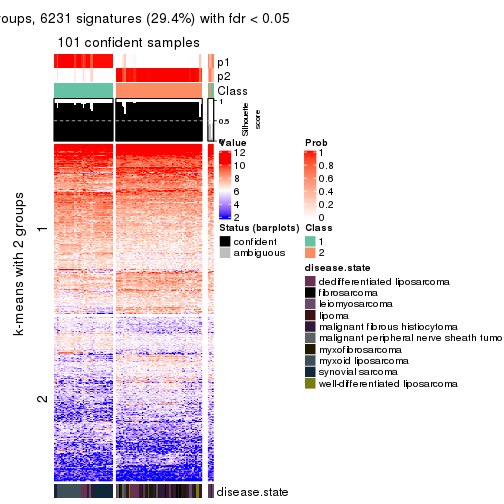 oups, 6231 signatures (29.4%) with fdr < 0.05
101 confident samples
p1
p2
Class
1
0.5
0
Silhouette
score
k-means with 2 groups
1
2
Value
12
10
8
6
4
2
Status (barplots)
confident
ambiguous
Prob
1
0.8
0.6
0.4
0.2
0
Class
1
2
disease.state
dedifferentiated liposarcoma
fibrosarcoma
leiomyosarcoma
lipoma
malignant fibrous histiocytoma
malignant peripheral nerve sheath tumo
myxofibrosarcoma
myxoid liposarcoma
synovial sarcoma
well-differentiated liposarcoma
disease.state